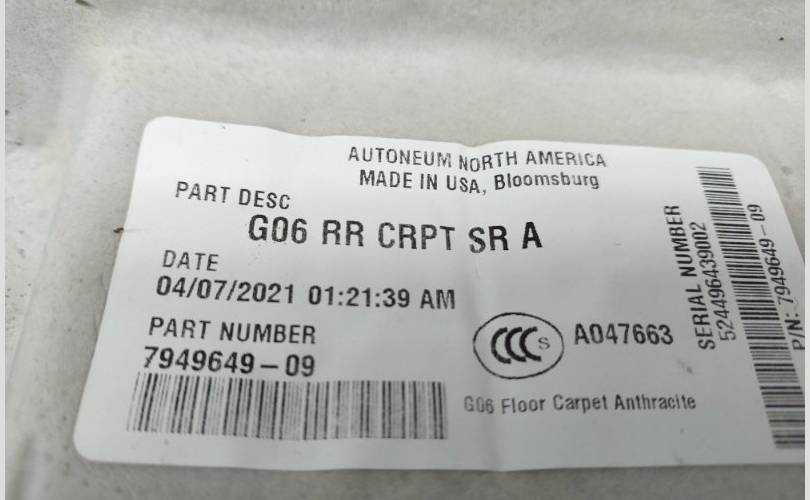 AUTONEUM NORTH AMERICA
MADE IN USA, Bloomsburg
PART DESC
G06 RR CRPT SR A
DATE
04/07/2021 01:21:39 AM
PART NUMBER
7949649-09
CCC S
A047663
G06 Floor Carpet Anthracite
SERIAL NUMBER
524496439002
P/N: 7949649-09